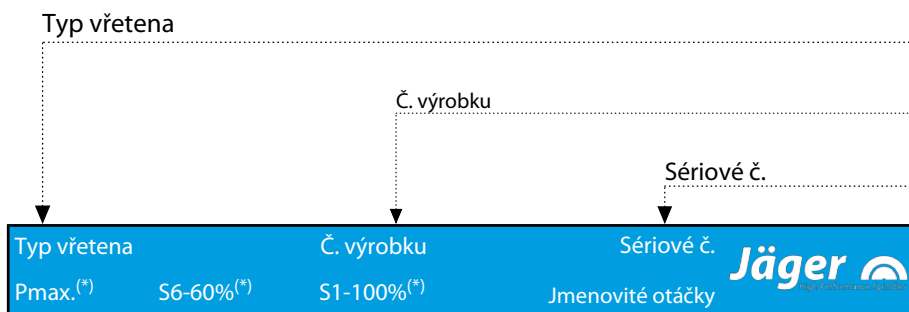 Typ vřetena
Č. výrobku
Sériové č.
Typ vřetena Č. výrobku Sériové č.
Jäger
Pmax.(*) S6-60%(*) S1-100%(*) Jmenovité otáčky